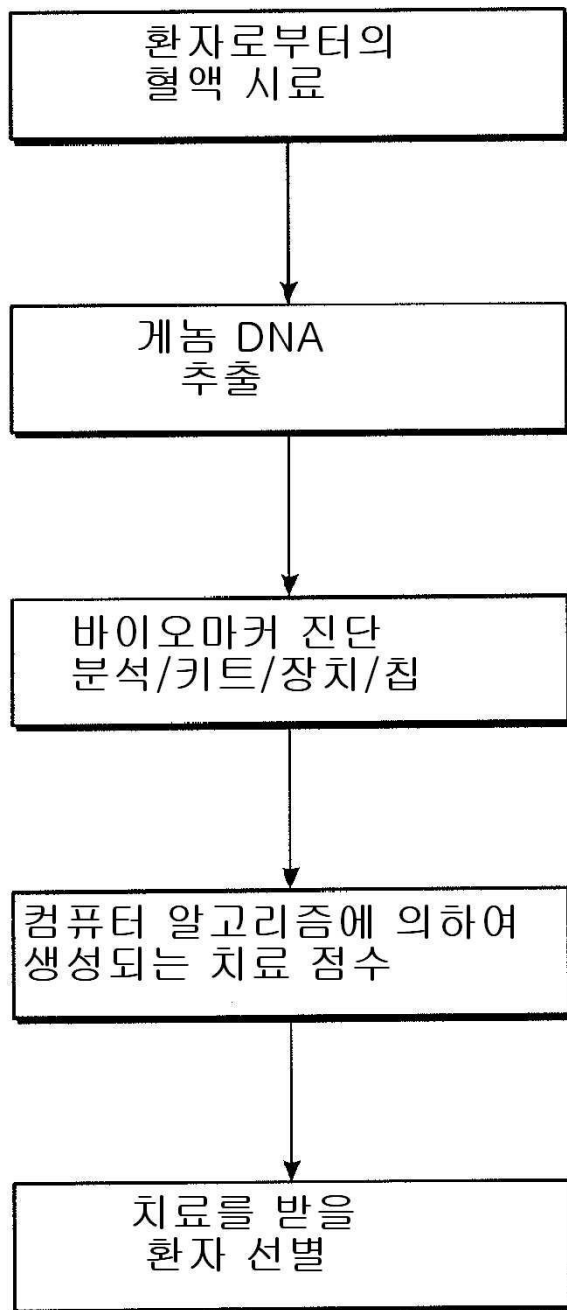 환자로부터의
혈액 시료
게놈 DNA
추출
바이오마커 진단
분석/키트/장치/칩
컴퓨터 알고리즘에 의하여
생성되는 치료 점수
치료를 받을
환자 선별